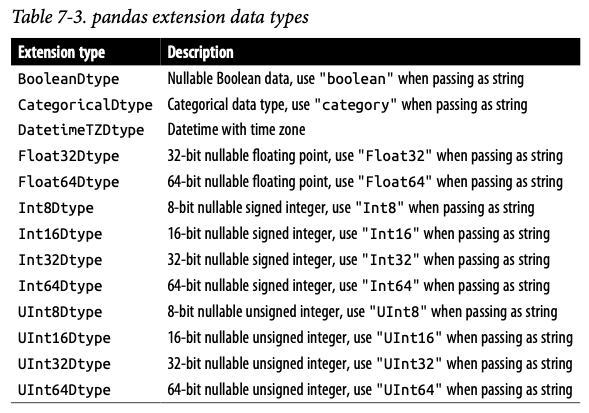 Table 7-3. pandas extension data types
Extension type Description
BooleanDtype Nullable Boolean data, use "boolean" when passing as string
CategoricalDtype Categorical data type, use "category" when passing as string
DatetimeTZDtype Datetime with time zone
Float32Dtype 32-bit nullable floating point, use "Float32" when passing as string
Float64Dtype 64-bit nullable floating point, use "Float64" when passing as string
Int8Dtype 8-bit nullable signed integer, use "Int8" when passing as string
Int16Dtype 16-bit nullable signed integer, use "Int16" when passing as string
Int32Dtype 32-bit nullable signed integer, use "Int32" when passing as string
Int64Dtype 64-bit nullable signed integer, use "Int64" when passing as string
UInt8Dtype 8-bit nullable unsigned integer, use "UInt8" when passing as string
UInt16Dtype 16-bit nullable unsigned integer, use "UInt16" when passing as string
UInt32Dtype 32-bit nullable unsigned integer, use "UInt32" when passing as string
UInt64Dtype 64-bit nullable unsigned integer, use "UInt64" when passing as string